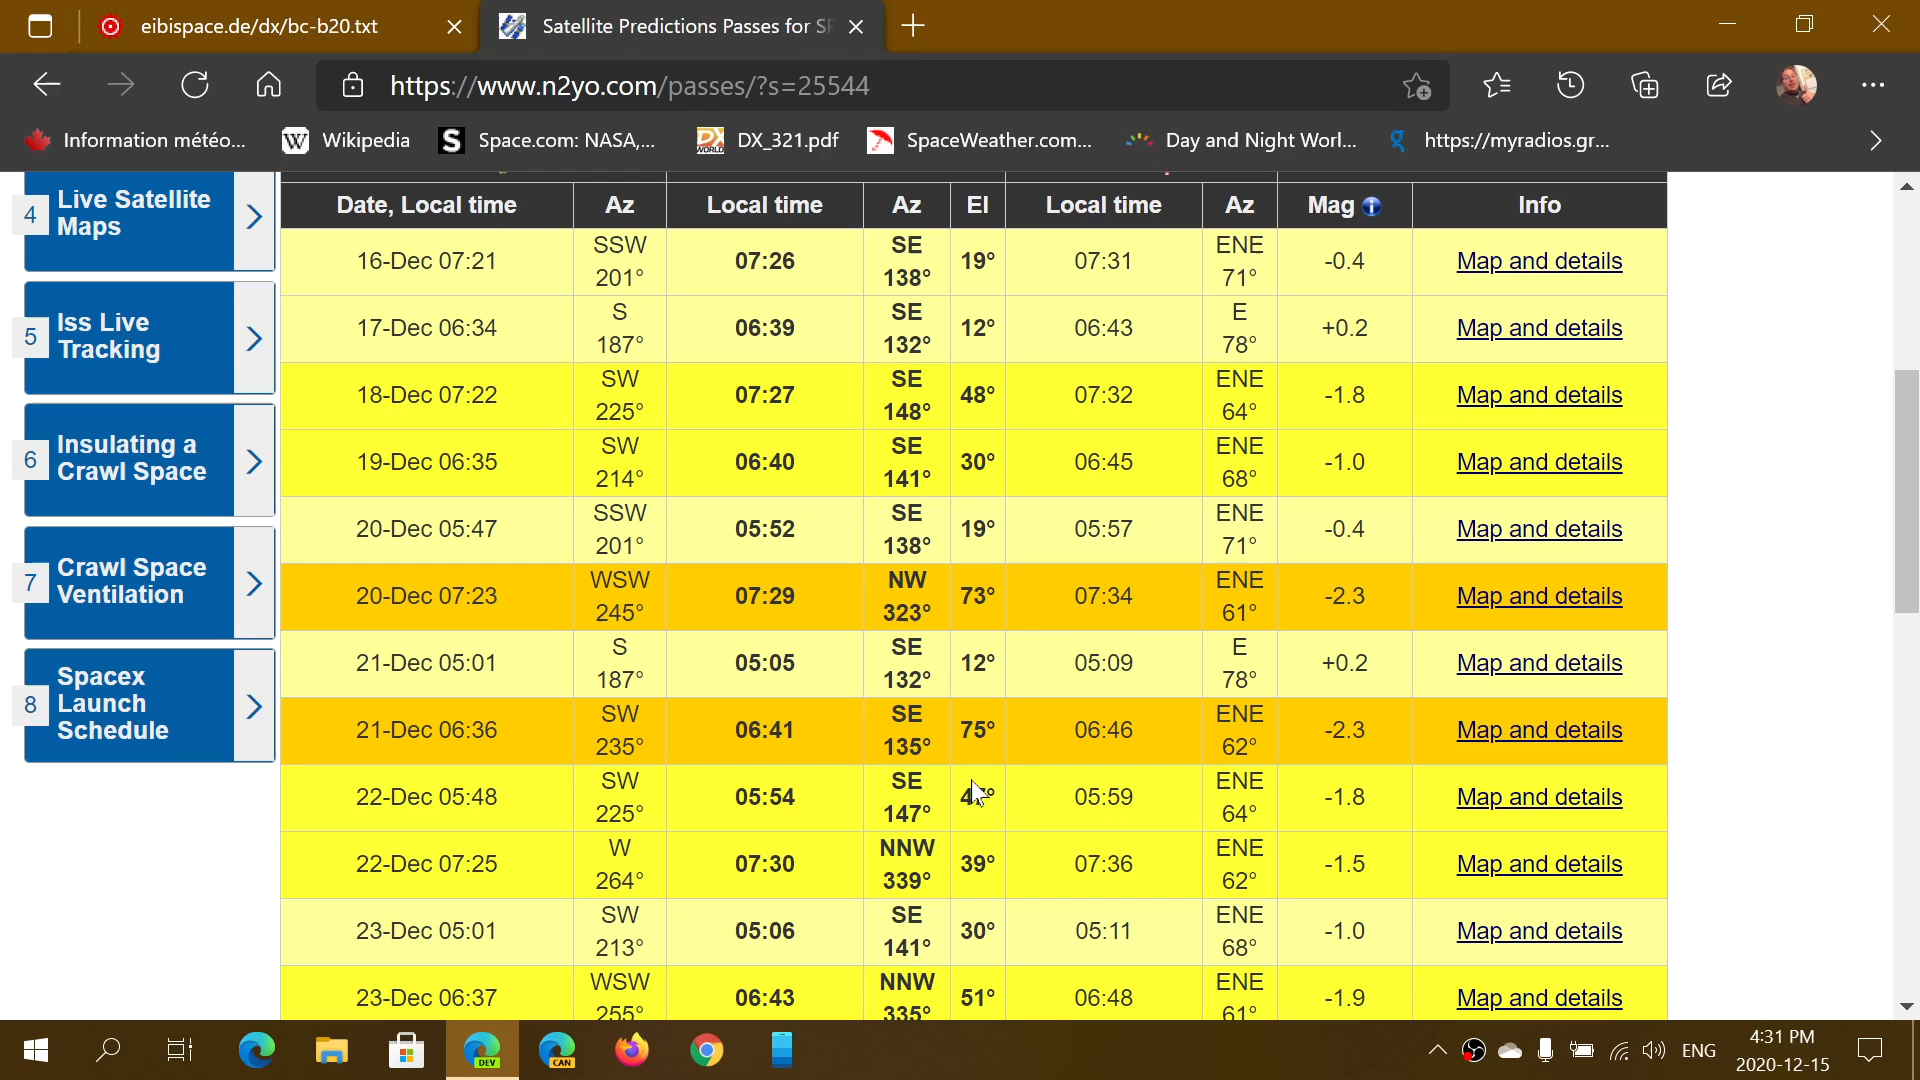 eibispace.de/dx/bc-b20.txt
Satellite Predictions Passes for
https://www.n2yo.com/passes/?s=25544
Information météo... Wikipedia Space.com: NASA,... DX_321.pdf SpaceWeather.com... Day and Night Worl... https://myradios.gr...
4 Live Satellite Maps
5 Iss Live Tracking
6 Insulating a Crawl Space
7 Crawl Space Ventilation
8 Spacex Launch Schedule
Date, Local time Az Local time Az El Local time Az Mag i Info
16-Dec 07:21 SSW 201° 07:26 SE 138° 19° 07:31 ENE 71° -0.4 Map and details
17-Dec 06:34 S 187° 06:39 SE 132° 12° 06:43 E 78° +0.2 Map and details
18-Dec 07:22 SW 225° 07:27 SE 148° 48° 07:32 ENE 64° -1.8 Map and details
19-Dec 06:35 SW 214° 06:40 SE 141° 30° 06:45 ENE 68° -1.0 Map and details
20-Dec 05:47 SSW 201° 05:52 SE 138° 19° 05:57 ENE 71° -0.4 Map and details
20-Dec 07:23 WSW 245° 07:29 NW 323° 73° 07:34 ENE 61° -2.3 Map and details
21-Dec 05:01 S 187° 05:05 SE 132° 12° 05:09 E 78° +0.2 Map and details
21-Dec 06:36 SW 235° 06:41 SE 135° 75° 06:46 ENE 62° -2.3 Map and details
22-Dec 05:48 SW 225° 05:54 SE 147° 05:59 ENE 64° -1.8 Map and details
22-Dec 07:25 W 264° 07:30 NNW 339° 39° 07:36 ENE 62° -1.5 Map and details
23-Dec 05:01 SW 213° 05:06 SE 141° 30° 05:11 ENE 68° -1.0 Map and details
23-Dec 06:37 WSW 255° 06:43 NNW 335° 51° 06:48 ENE 61° -1.9 Map and details
DEV CAN ENG 4:31 PM
2020-12-15